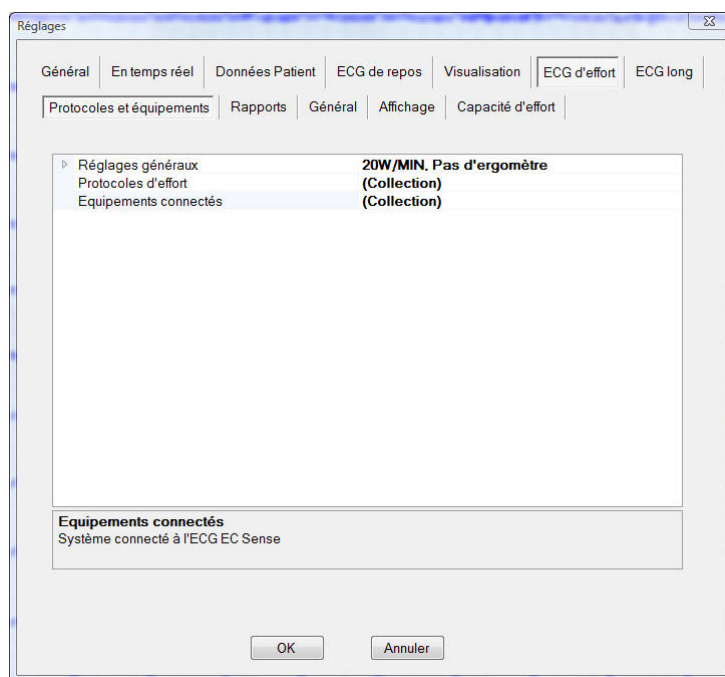 Réglages
Général En temps réel Données Patient ECG de repos Visualisation ECG d'effort ECG long
Protocoles et équipements Rapports Général Affichage Capacité d'effort
Réglages généraux 20W/MIN, Pas d'ergomètre
Protocoles d'effort (Collection)
Equipements connectés (Collection)
Equipements connectés
Système connecté à l'ECG EC Sense
OK Annuler